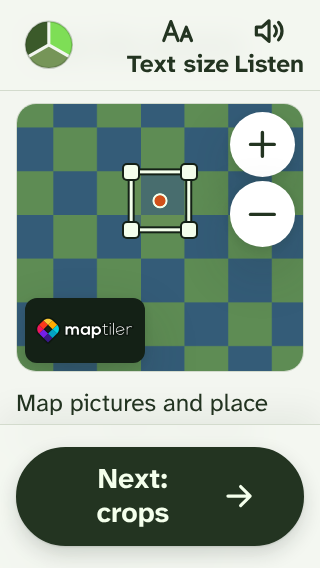 Text size
Listen
maptiler
Map pictures and place
Next:
crops